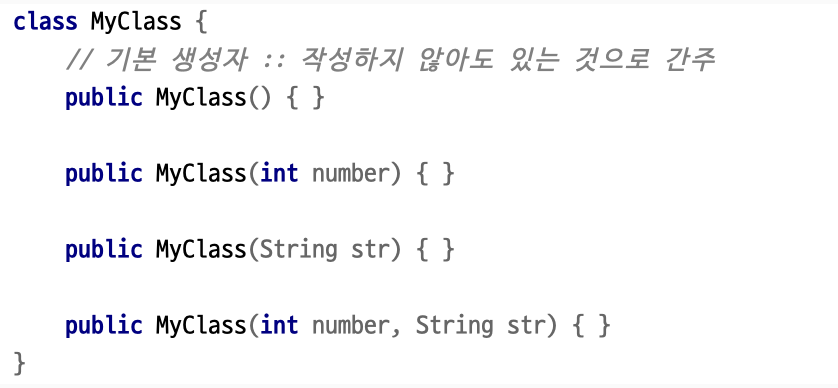 class MyClass {
// 기본 생성자 :: 작성하지 않아도 있는 것으로 간주
public MyClass() { }
public MyClass(int number) { }
public MyClass(String str) { }
public MyClass(int number, String str) { }
}